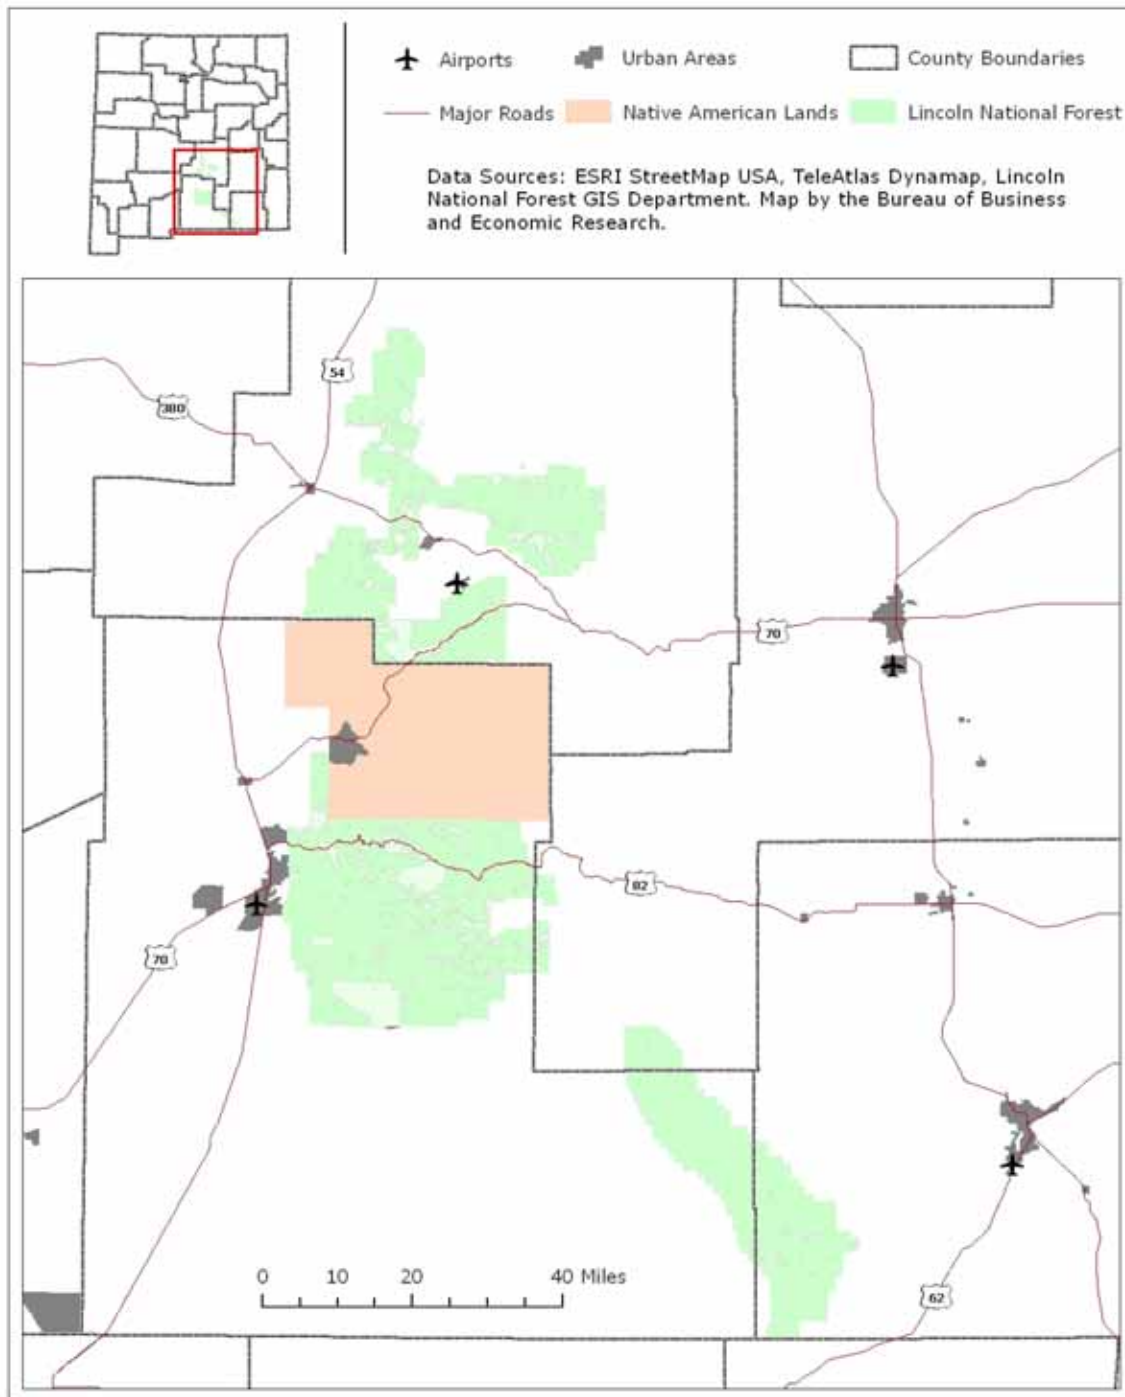 Airports
Urban Areas
County Boundaries
Major Roads
Native American Lands
Lincoln National Forest
Data Sources: ESRI StreetMap USA, TeleAtlas Dynamap, Lincoln
National Forest GIS Department. Map by the Bureau of Business
and Economic Research.
54
380
70
82
70
0 10 20 40 Miles
62